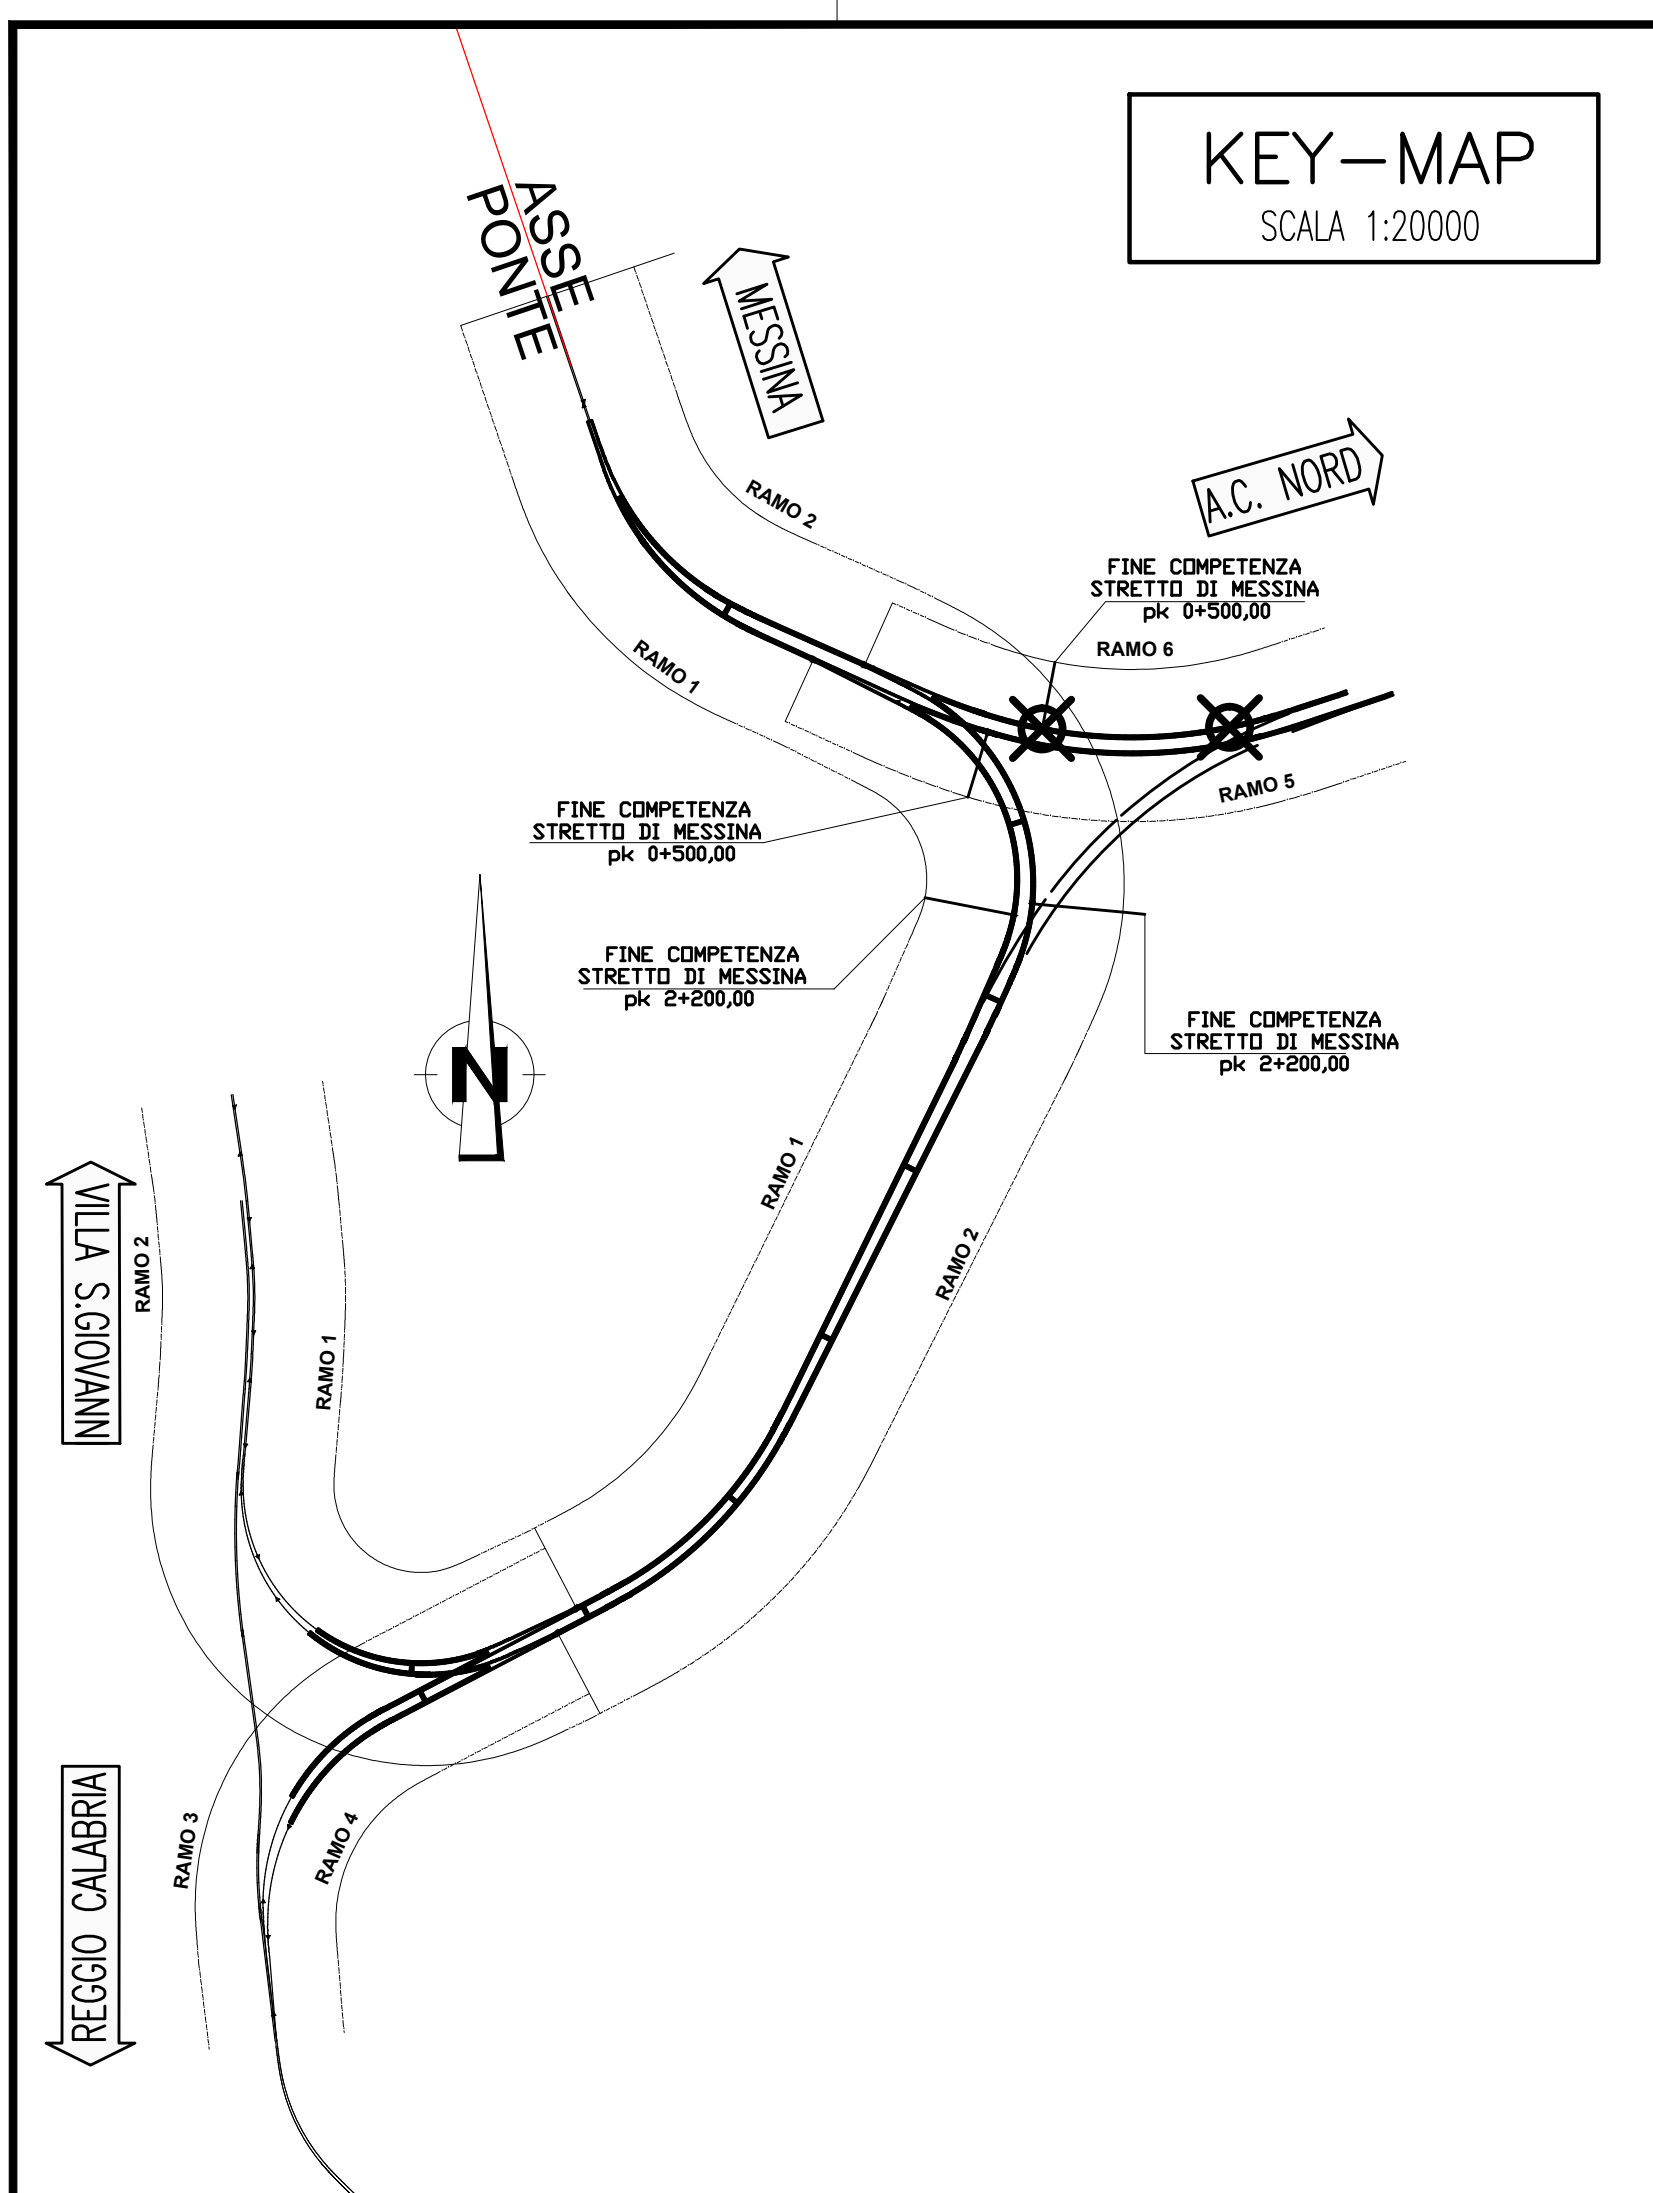 KEY-MAP
SCALA 1:20000
ASSE
PONTE
MESSINA
A.C. NORD
RAMO 2
FINE COMPETENZA
STRETTO DI MESSINA
pk 0+500,00
RAMO 1
RAMO 6
RAMO 5
FINE COMPETENZA
STRETTO DI MESSINA
pk 0+500,00
FINE COMPETENZA
STRETTO DI MESSINA
pk 2+200,00
FINE COMPETENZA
STRETTO DI MESSINA
pk 2+200,00
N
RAMO 1
RAMO 2
VILLA S.GIOVANNI
RAMO 2
RAMO 1
REGGIO CALABRIA
RAMO 3
RAMO 4